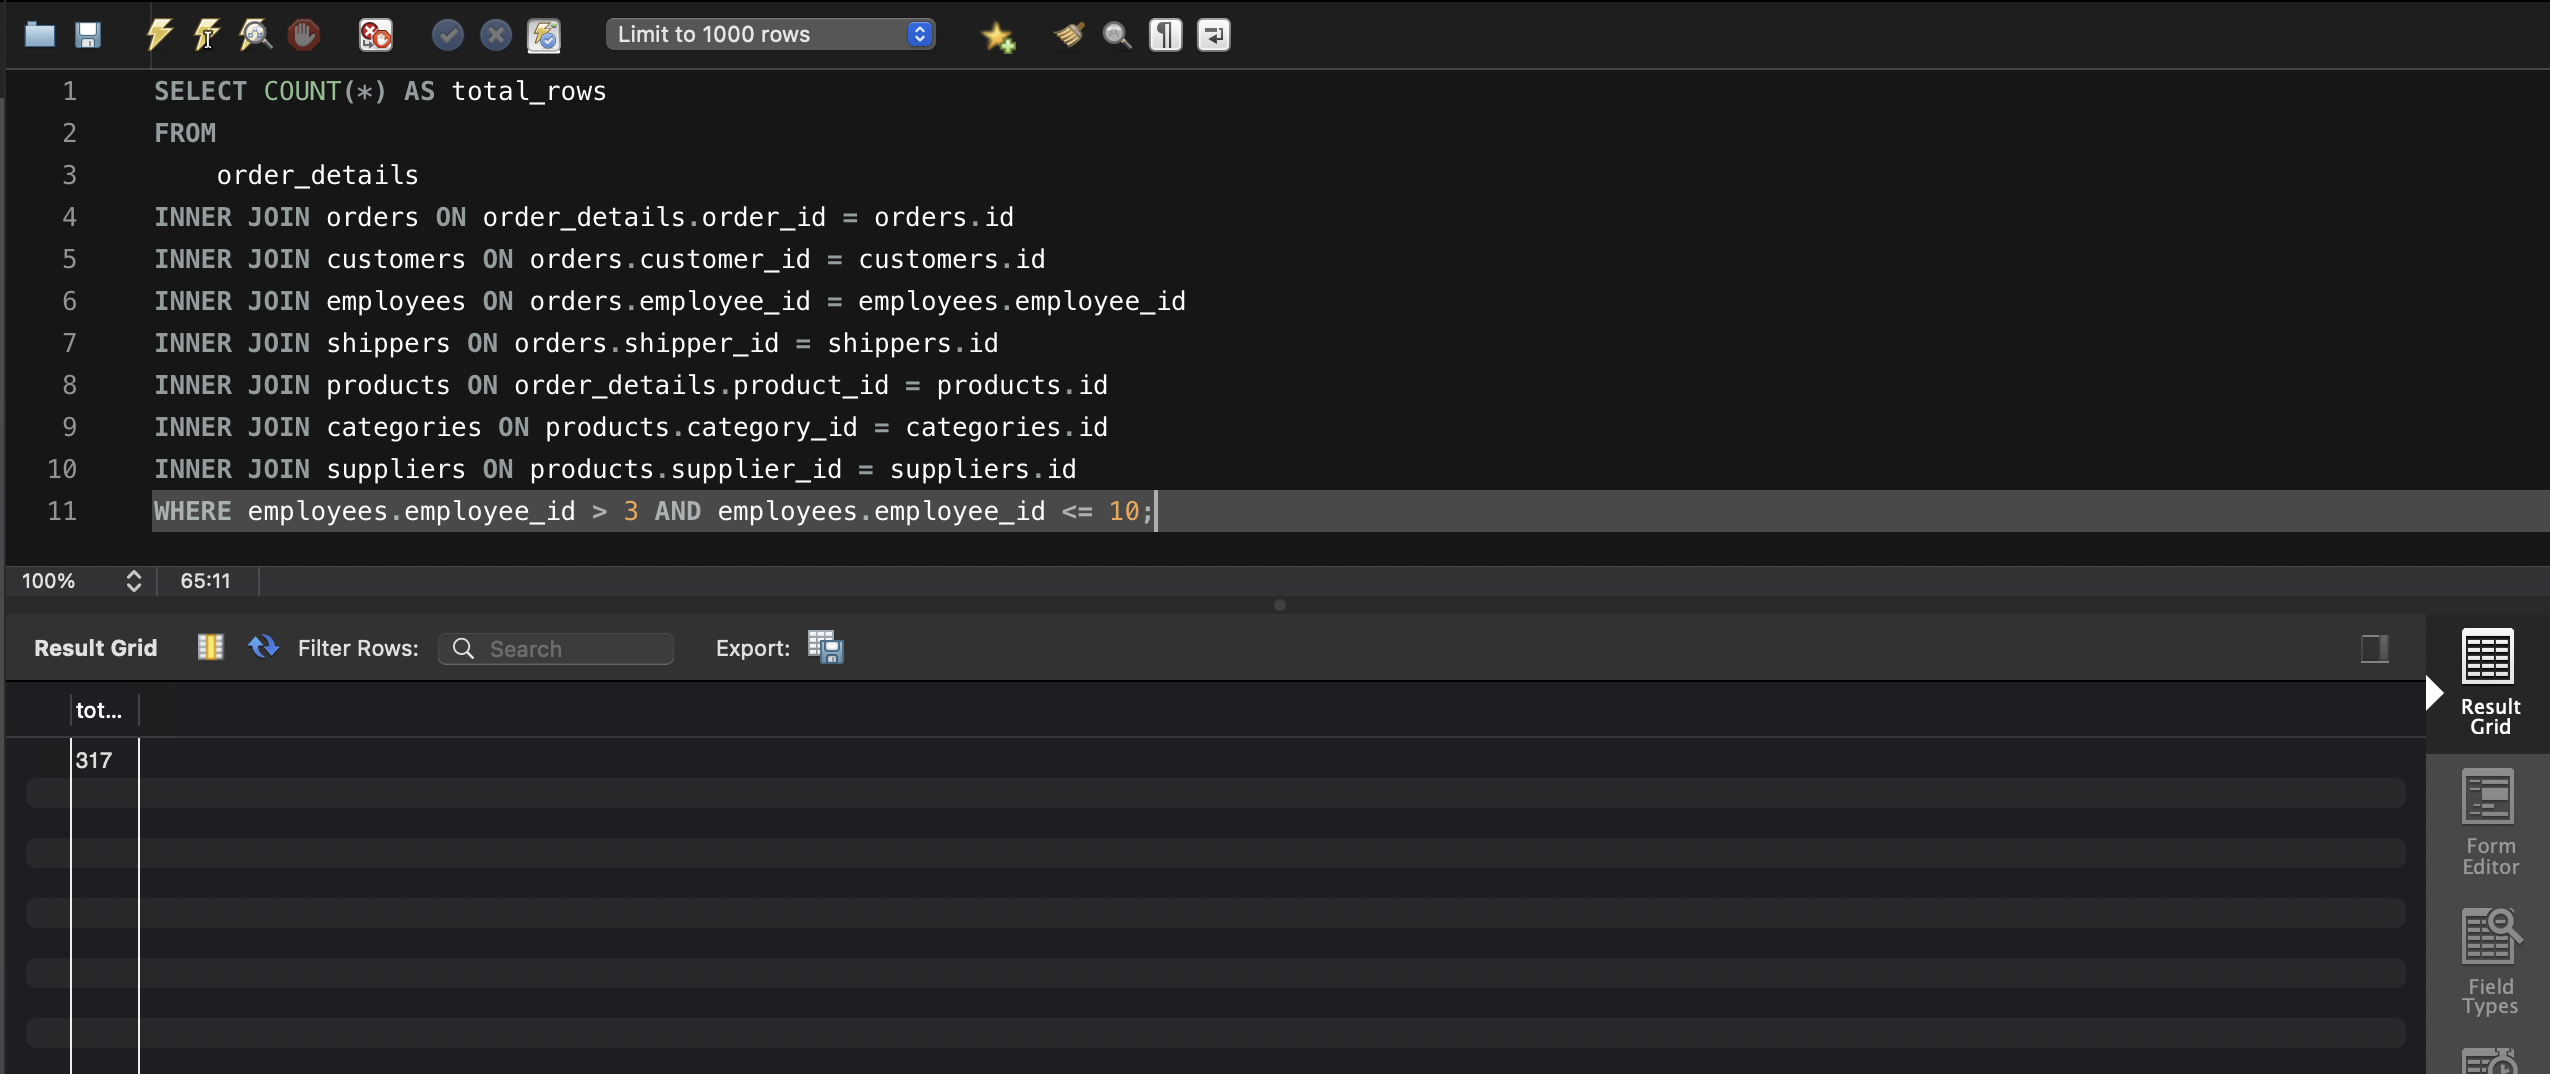 Limit to 1000 rows
1 SELECT COUNT(*) AS total_rows
2 FROM
3 order_details
4 INNER JOIN orders ON order_details.order_id = orders.id
5 INNER JOIN customers ON orders.customer_id = customers.id
6 INNER JOIN employees ON orders.employee_id = employees.employee_id
7 INNER JOIN shippers ON orders.shipper_id = shippers.id
8 INNER JOIN products ON order_details.product_id = products.id
9 INNER JOIN categories ON products.category_id = categories.id
10 INNER JOIN suppliers ON products.supplier_id = suppliers.id
11 WHERE employees.employee_id > 3 AND employees.employee_id <= 10;
100% 65:11
Result Grid Filter Rows: Search Export:
tot...
317
Result
Grid
Form
Editor
Field
Types